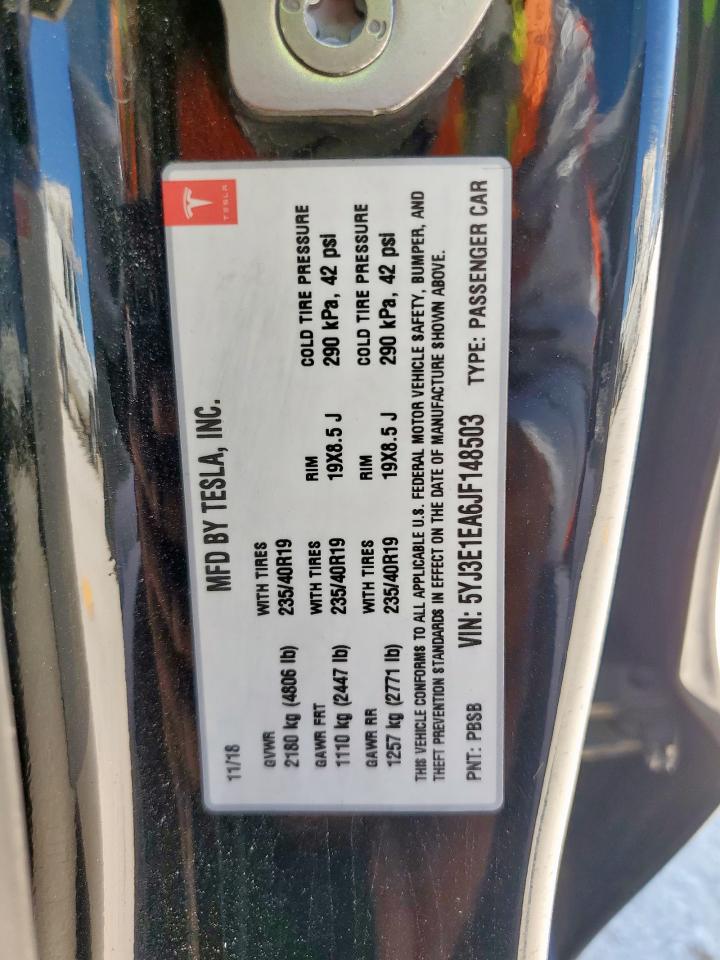 TESLA
MFD BY TESLA, INC.
11/18
GVWR WITH TIRES
2180 kg (4806 lb) 235/40R19
GAWR FRT WITH TIRES RIM COLD TIRE PRESSURE
1110 kg (2447 lb) 235/40R19 19X8.5 J 290 kPa, 42 psi
GAWR RR WITH TIRES RIM COLD TIRE PRESSURE
1257 kg (2771 lb) 235/40R19 19X8.5 J 290 kPa, 42 psi
THIS VEHICLE CONFORMS TO ALL APPLICABLE U.S. FEDERAL MOTOR VEHICLE SAFETY, BUMPER, AND
THEFT PREVENTION STANDARDS IN EFFECT ON THE DATE OF MANUFACTURE SHOWN ABOVE.
PNT: PBSB VIN: 5YJ3E1EA6JF148503 TYPE: PASSENGER CAR